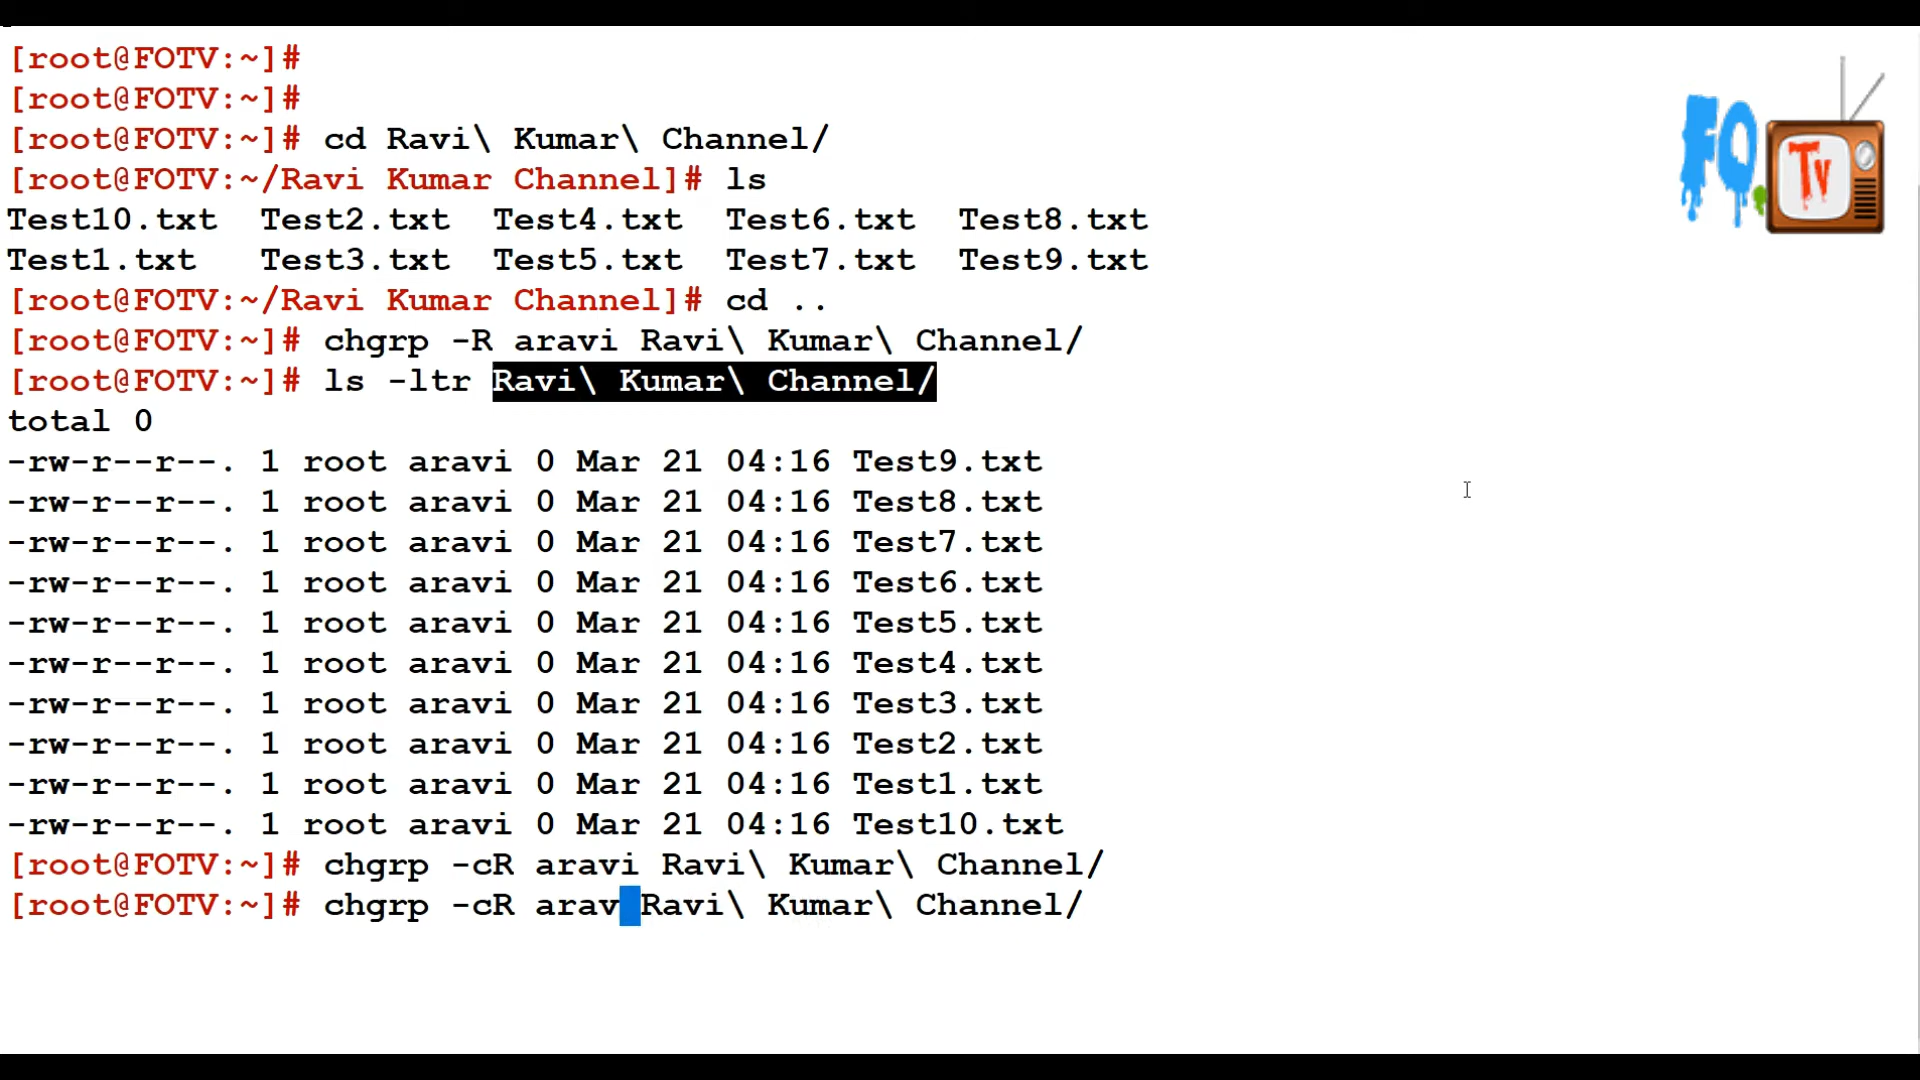 [root@FOTV:~]#
[root@FOTV:~]#
[root@FOTV:~]# cd Ravi\ Kumar\ Channel/
[root@FOTV:~/Ravi Kumar Channel]# ls
Test10.txt  Test2.txt  Test4.txt  Test6.txt  Test8.txt
Test1.txt   Test3.txt  Test5.txt  Test7.txt  Test9.txt
[root@FOTV:~/Ravi Kumar Channel]# cd ..
[root@FOTV:~]# chgrp -R aravi Ravi\ Kumar\ Channel/
[root@FOTV:~]# ls -ltr Ravi\ Kumar\ Channel/
total 0
-rw-r--r--. 1 root aravi 0 Mar 21 04:16 Test9.txt
-rw-r--r--. 1 root aravi 0 Mar 21 04:16 Test8.txt
-rw-r--r--. 1 root aravi 0 Mar 21 04:16 Test7.txt
-rw-r--r--. 1 root aravi 0 Mar 21 04:16 Test6.txt
-rw-r--r--. 1 root aravi 0 Mar 21 04:16 Test5.txt
-rw-r--r--. 1 root aravi 0 Mar 21 04:16 Test4.txt
-rw-r--r--. 1 root aravi 0 Mar 21 04:16 Test3.txt
-rw-r--r--. 1 root aravi 0 Mar 21 04:16 Test2.txt
-rw-r--r--. 1 root aravi 0 Mar 21 04:16 Test1.txt
-rw-r--r--. 1 root aravi 0 Mar 21 04:16 Test10.txt
[root@FOTV:~]# chgrp -cR aravi Ravi\ Kumar\ Channel/
[root@FOTV:~]# chgrp -cR arav Ravi\ Kumar\ Channel/
FO.
Tv